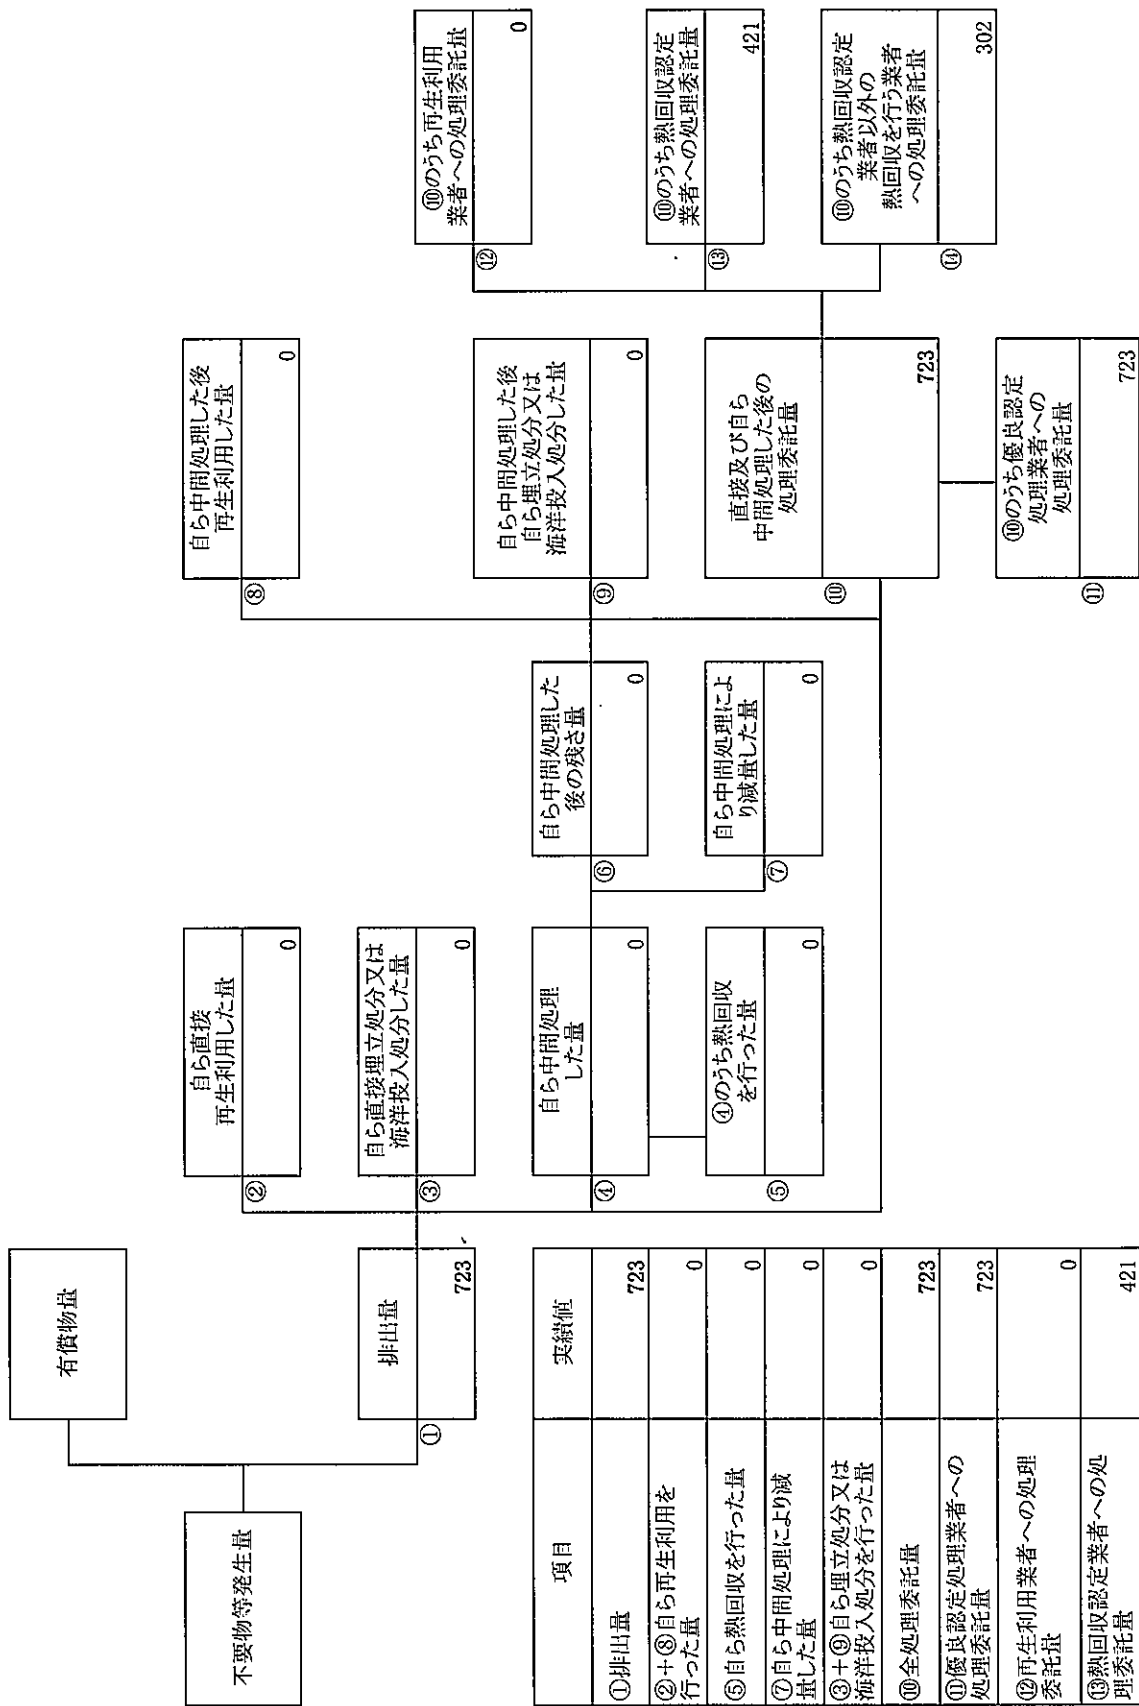 不要物等発生量
有償物量
①
排出量
723
②
自ら直接
再生利用した量
0
③
自ら直接埋立処分又は
海洋投入処分した量
0
④
自ら中間処理
した量
0
⑤
④のうち熱回収
を行った量
0
⑥
自ら中間処理した
後の残さ量
0
⑦
自ら中間処理によ
り減量した量
0
⑧
自ら中間処理した後
再生利用した量
0
⑨
自ら中間処理した後
自ら埋立処分又は
海洋投入処分した量
0
⑩
直接及び自ら
中間処理した後の
処理委託量
723
⑪
⑩のうち優良認定
処理業者への
処理委託量
723
⑫
⑩のうち再生利用
業者への処理委託量
0
⑬
⑩のうち熱回収認定
業者への処理委託量
421
⑭
⑩のうち熱回収認定
業者以外の
熱回収を行う業者
への処理委託量
302
項目 実績値
①排出量 723
②+⑧自ら再生利用を
行った量 0
⑤自ら熱回収を行った量 0
⑦自ら中間処理により減
量した量 0
③+⑨自ら埋立処分又は
海洋投入処分を行った量 0
⑩全処理委託量 723
⑪優良認定処理業者への
処理委託量 723
⑫再生利用業者への処理
委託量 0
⑬熱回収認定業者への処
理委託量 421